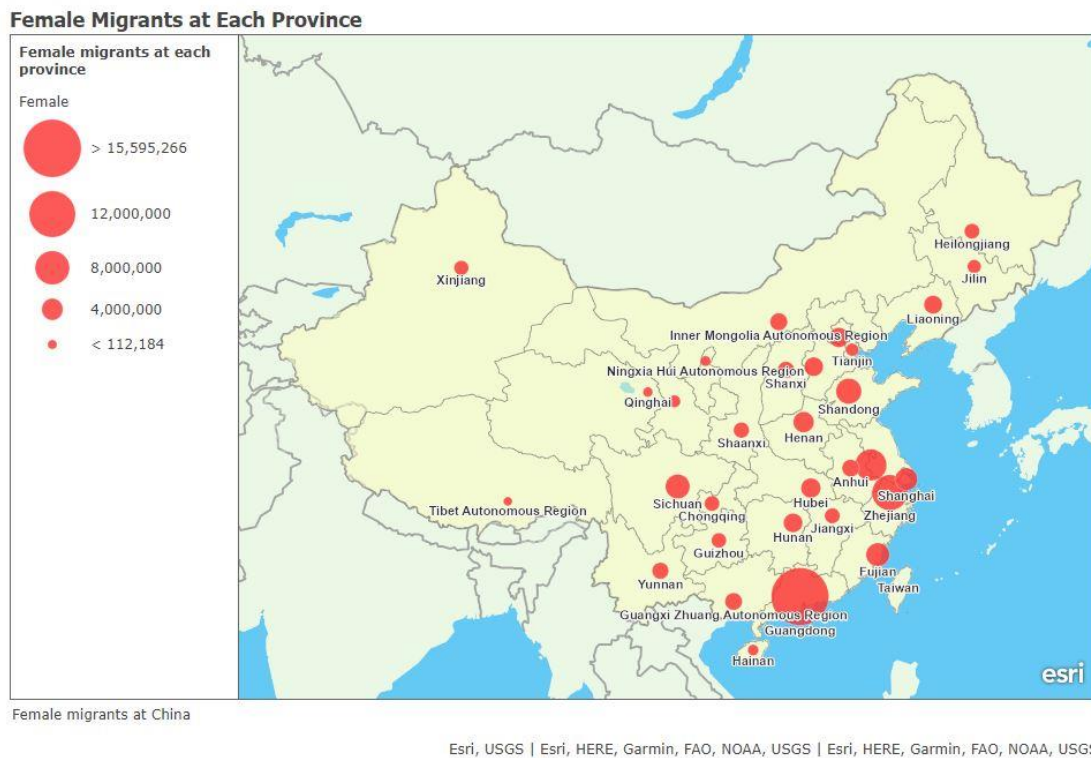 Female Migrants at Each Province
Female migrants at each
province
Female
> 15,595,266
12,000,000
8,000,000
4,000,000
< 112,184
Heilongjiang
Jilin
Xinjiang
Liaoning
Inner Mongolia Autonomous Region
Tianjin
Ningxia Hui Autonomous Region
Shanxi
Qinghai
Shandong
Henan
Shaanxi
Anhui
Shanghai
Sichuan
Hubei
Zhejiang
Tibet Autonomous Region
Chongqing
Jiangxi
Hunan
Guizhou
Fujian
Yunnan
Taiwan
Guangxi Zhuang Autonomous Region
Guangdong
Hainan
esri
Female migrants at China
Esri, USGS | Esri, HERE, Garmin, FAO, NOAA, USGS | Esri, HERE, Garmin, FAO, NOAA, USGS